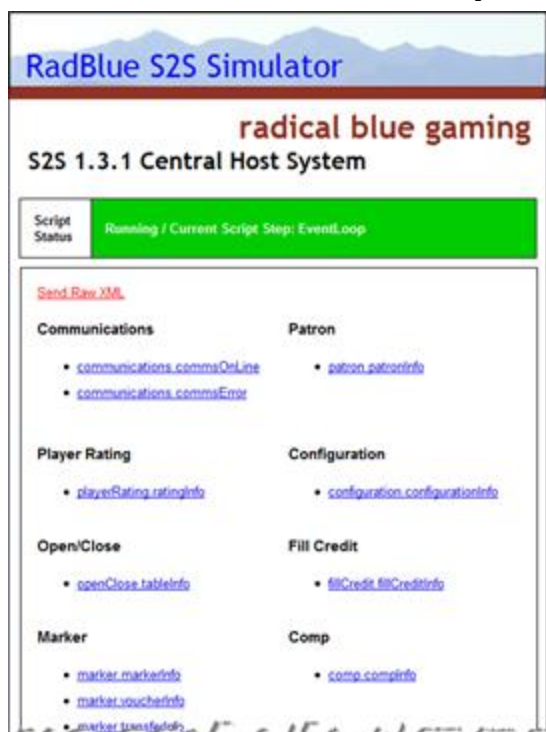 RadBlue S2S Simulator
radical blue gaming
S2S 1.3.1 Central Host System
Script Status
Running / Current Script Step: EventLoop
Send Raw XML
Communications
communications.commsOnLine
communications.commsError
Patron
patron.patronInfo
Player Rating
playerRating.ratingInfo
Configuration
configuration.configurationInfo
Open/Close
openClose.tableInfo
Fill Credit
fillCredit.fillCreditInfo
Marker
marker.markerInfo
marker.voucherInfo
marker.transferInfo
Comp
comp.compInfo